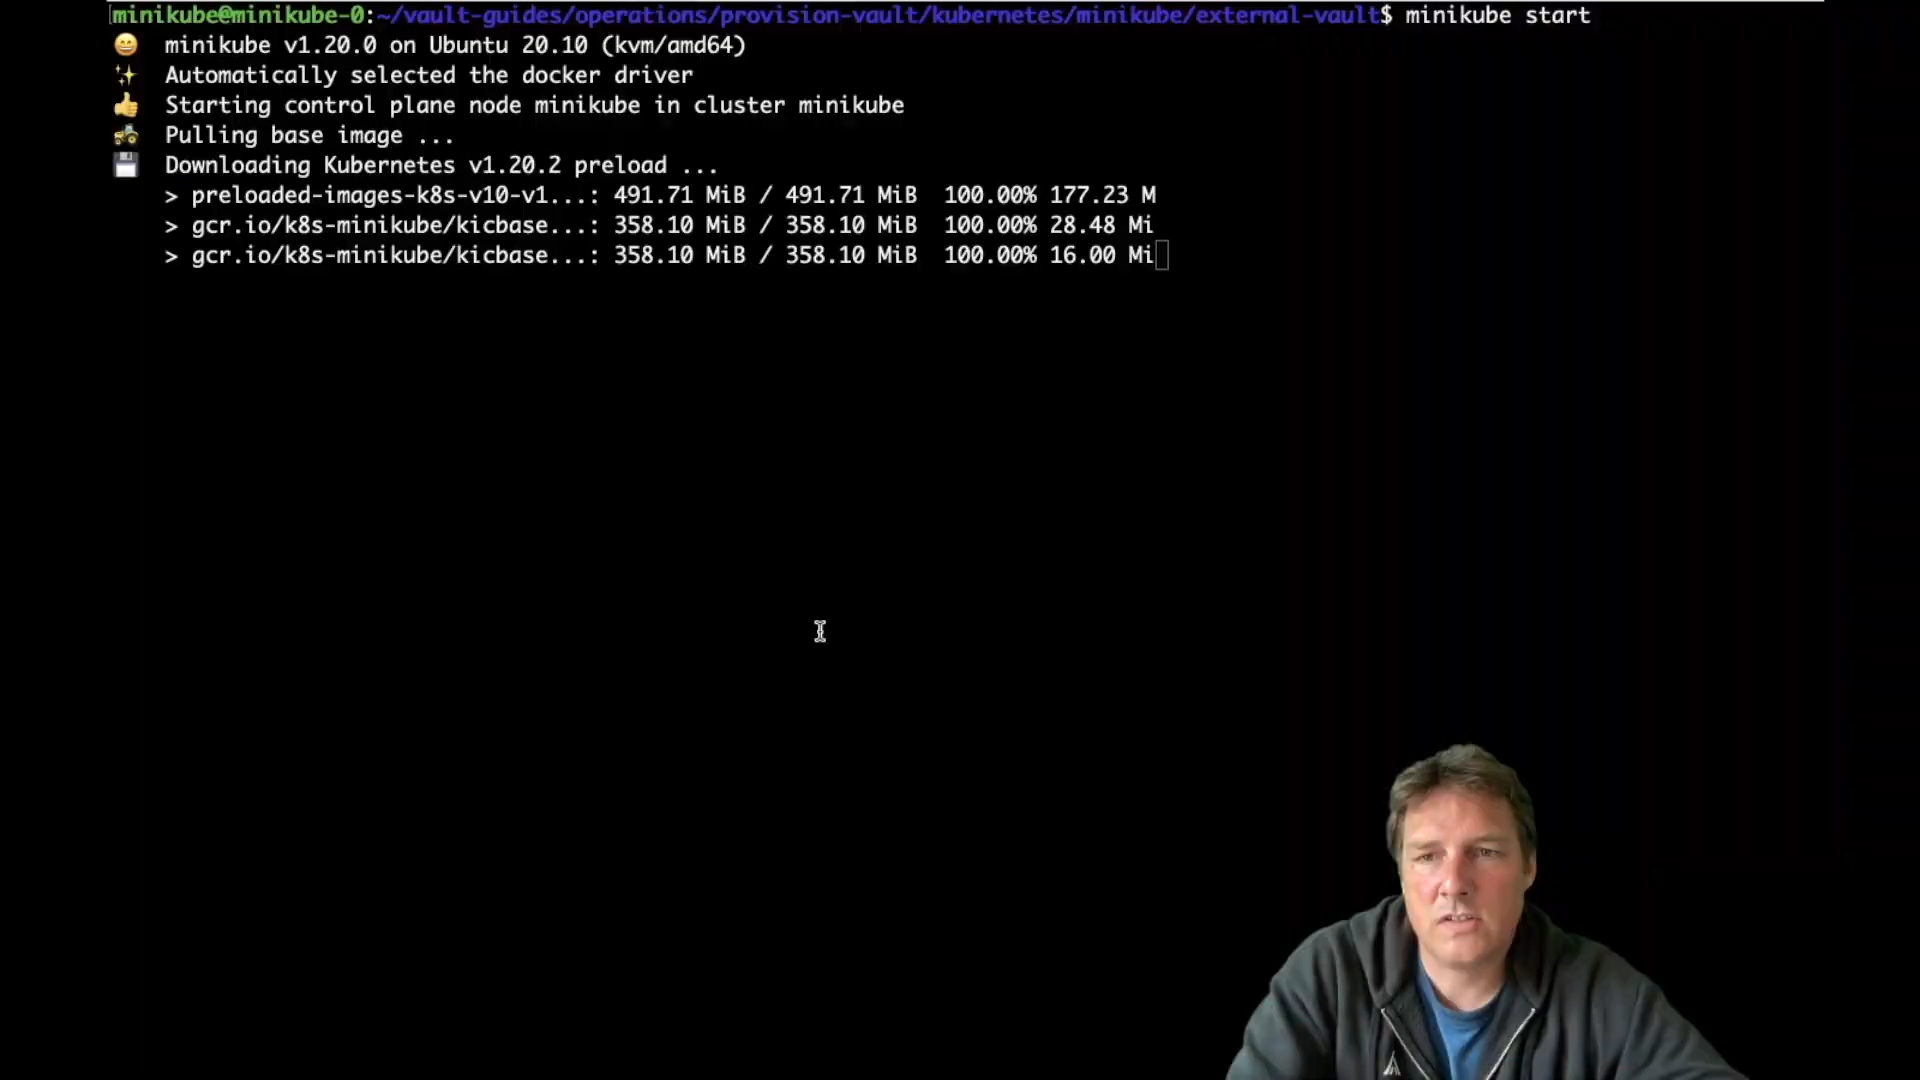 minikube@minikube-0:~/vault-guides/operations/provision-vault/kubernetes/minikube/external-vault$ minikube start
😄 minikube v1.20.0 on Ubuntu 20.10 (kvm/amd64)
✨ Automatically selected the docker driver
👍 Starting control plane node minikube in cluster minikube
🚜 Pulling base image ...
💾 Downloading Kubernetes v1.20.2 preload ...
> preloaded-images-k8s-v10-v1...: 491.71 MiB / 491.71 MiB 100.00% 177.23 M
> gcr.io/k8s-minikube/kicbase...: 358.10 MiB / 358.10 MiB 100.00% 28.48 Mi
> gcr.io/k8s-minikube/kicbase...: 358.10 MiB / 358.10 MiB 100.00% 16.00 Mi